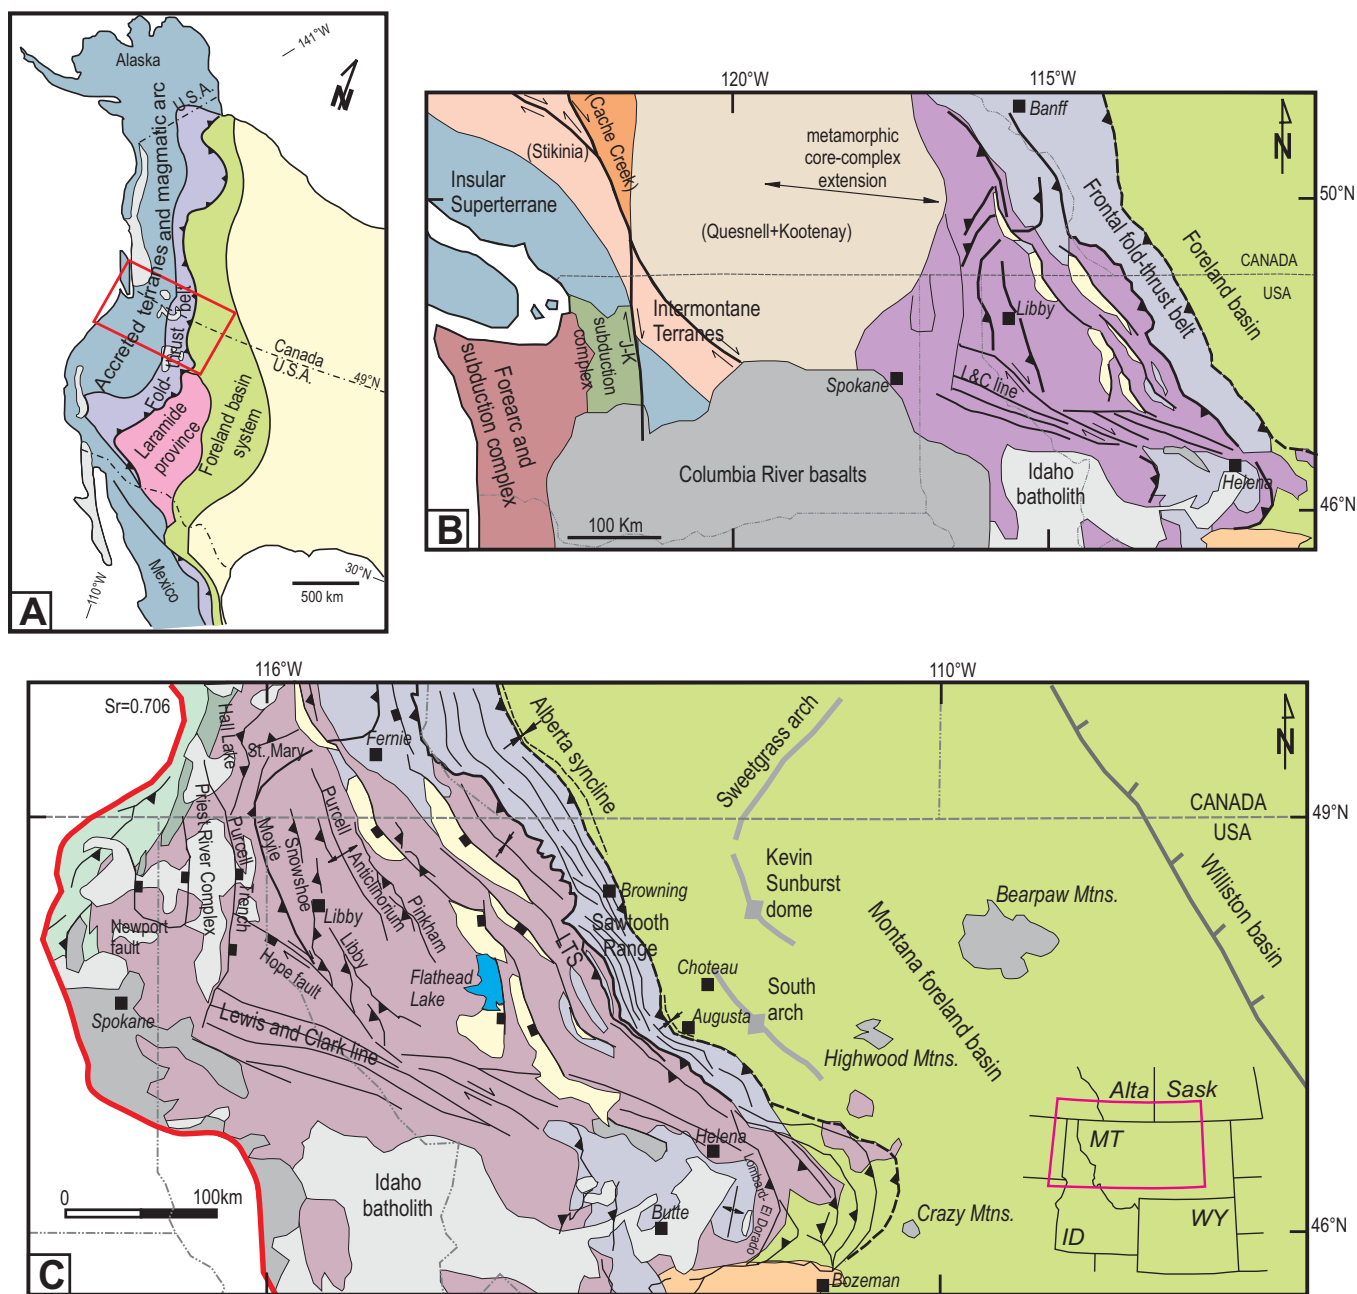 Alaska
141°W
N
U.S.A.
Accreted terranes and magmatic arc
Fold-thrust belt
Canada
U.S.A.
49°N
Laramide
province
Foreland basin
system
Mexico
110°W
30°N
500 km
A
120°W
115°W
Banff
N
(Cache Creek)
(Stikinia)
metamorphic
core-complex
extension
Insular
Superterrane
50°N
(Quesnell+Kootenay)
Frontal fold-thrust belt
Foreland basin
CANADA
USA
Intermontane
Terranes
Libby
J-K
subduction
complex
Forearc and
subduction complex
Spokane
L&C line
Columbia River basalts
Idaho
batholith
Helena
46°N
100 Km
B
116°W
110°W
Sr=0.706
Hall Lake
St. Mary
Fernie
Alberta syncline
Sweetgrass arch
N
CANADA
USA
49°N
Priest River Complex
Purcell Trench
Moyie
Snowshoe
Purcell Anticlinorium
Pinkham
Libby
Libby
Newport
fault
Hope fault
Flathead
Lake
LTS
Browning
Sawtooth
Range
Kevin
Sunburst
dome
Bearpaw Mtns.
Williston basin
Montana foreland basin
Choteau
South
arch
Augusta
Spokane
Lewis and Clark line
Highwood Mtns.
Alta
Sask
MT
WY
ID
Helena
Lombard- El Dorado
Idaho
batholith
Butte
Crazy Mtns.
46°N
0
100km
C
Bozeman